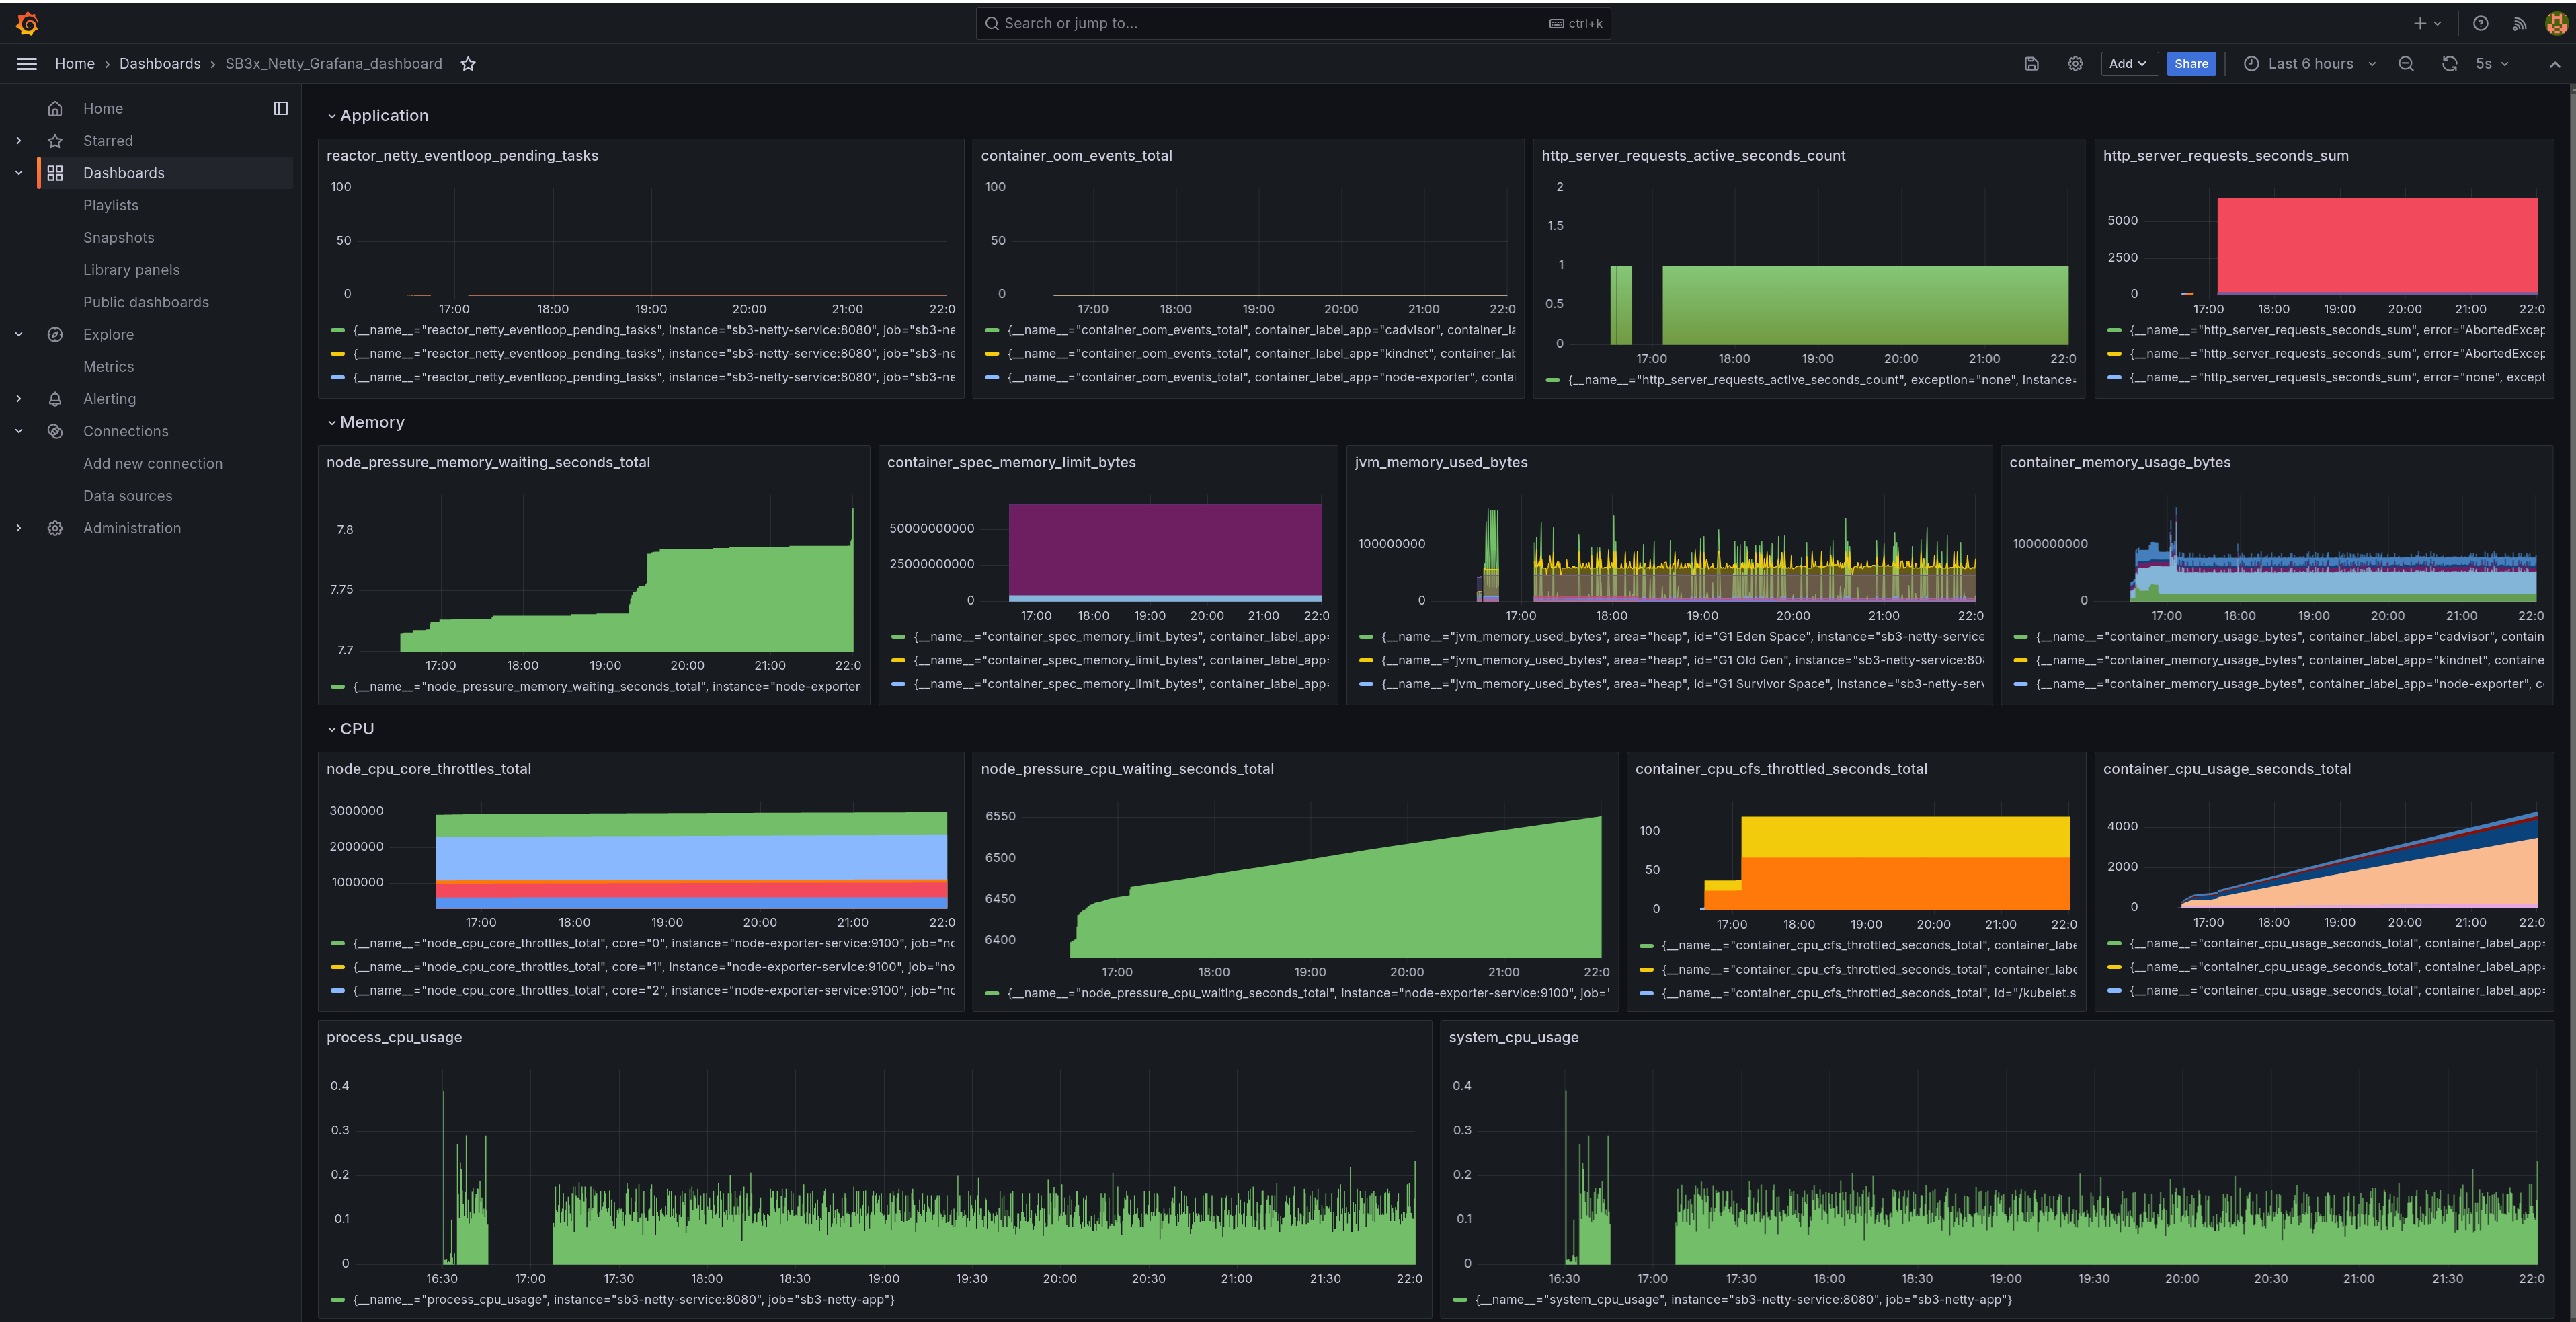 Search or jump to...
ctrl+k
Home › Dashboards › SB3x_Netty_Grafana_dashboard
Add
Share
Last 6 hours
5s
Home
Starred
Dashboards
Playlists
Snapshots
Library panels
Public dashboards
Explore
Metrics
Alerting
Connections
Add new connection
Data sources
Administration
Application
reactor_netty_eventloop_pending_tasks
100
50
0
17:00 18:00 19:00 20:00 21:00 22:0
{__name__="reactor_netty_eventloop_pending_tasks", instance="sb3-netty-service:8080", job="sb3-ne
{__name__="reactor_netty_eventloop_pending_tasks", instance="sb3-netty-service:8080", job="sb3-ne
{__name__="reactor_netty_eventloop_pending_tasks", instance="sb3-netty-service:8080", job="sb3-ne
container_oom_events_total
100
50
0
17:00 18:00 19:00 20:00 21:00 22:0
{__name__="container_oom_events_total", container_label_app="cadvisor", container_la
{__name__="container_oom_events_total", container_label_app="kindnet", container_lab
{__name__="container_oom_events_total", container_label_app="node-exporter", conta
http_server_requests_active_seconds_count
2
1.5
1
0.5
0
17:00 18:00 19:00 20:00 21:00 22:0
{__name__="http_server_requests_active_seconds_count", exception="none", instance=
http_server_requests_seconds_sum
5000
2500
0
17:00 18:00 19:00 20:00 21:00 22:0
{__name__="http_server_requests_seconds_sum", error="AbortedExcep
{__name__="http_server_requests_seconds_sum", error="AbortedExcep
{__name__="http_server_requests_seconds_sum", error="none", except
Memory
node_pressure_memory_waiting_seconds_total
7.8
7.75
7.7
17:00 18:00 19:00 20:00 21:00 22:0
{__name__="node_pressure_memory_waiting_seconds_total", instance="node-exporter-
container_spec_memory_limit_bytes
50000000000
25000000000
0
17:00 18:00 19:00 20:00 21:00 22:0
{__name__="container_spec_memory_limit_bytes", container_label_app=
{__name__="container_spec_memory_limit_bytes", container_label_app=
{__name__="container_spec_memory_limit_bytes", container_label_app=
jvm_memory_used_bytes
100000000
0
17:00 18:00 19:00 20:00 21:00 22:0
{__name__="jvm_memory_used_bytes", area="heap", id="G1 Eden Space", instance="sb3-netty-service
{__name__="jvm_memory_used_bytes", area="heap", id="G1 Old Gen", instance="sb3-netty-service:80
{__name__="jvm_memory_used_bytes", area="heap", id="G1 Survivor Space", instance="sb3-netty-serv
container_memory_usage_bytes
1000000000
0
17:00 18:00 19:00 20:00 21:00 22:0
{__name__="container_memory_usage_bytes", container_label_app="cadvisor", contain
{__name__="container_memory_usage_bytes", container_label_app="kindnet", containe
{__name__="container_memory_usage_bytes", container_label_app="node-exporter", c
CPU
node_cpu_core_throttles_total
3000000
2000000
1000000
17:00 18:00 19:00 20:00 21:00 22:0
{__name__="node_cpu_core_throttles_total", core="0", instance="node-exporter-service:9100", job="nc
{__name__="node_cpu_core_throttles_total", core="1", instance="node-exporter-service:9100", job="no
{__name__="node_cpu_core_throttles_total", core="2", instance="node-exporter-service:9100", job="nc
node_pressure_cpu_waiting_seconds_total
6550
6500
6450
6400
17:00 18:00 19:00 20:00 21:00 22:0
{__name__="node_pressure_cpu_waiting_seconds_total", instance="node-exporter-service:9100", job="
container_cpu_cfs_throttled_seconds_total
100
50
0
17:00 18:00 19:00 20:00 21:00 22:0
{__name__="container_cpu_cfs_throttled_seconds_total", container_labe
{__name__="container_cpu_cfs_throttled_seconds_total", container_labe
{__name__="container_cpu_cfs_throttled_seconds_total", id="/kubelet.s
container_cpu_usage_seconds_total
4000
2000
0
17:00 18:00 19:00 20:00 21:00 22:0
{__name__="container_cpu_usage_seconds_total", container_label_app=
{__name__="container_cpu_usage_seconds_total", container_label_app=
{__name__="container_cpu_usage_seconds_total", container_label_app=
process_cpu_usage
0.4
0.3
0.2
0.1
0
16:30 17:00 17:30 18:00 18:30 19:00 19:30 20:00 20:30 21:00 21:30 22:0
{__name__="process_cpu_usage", instance="sb3-netty-service:8080", job="sb3-netty-app"}
system_cpu_usage
0.4
0.3
0.2
0.1
0
16:30 17:00 17:30 18:00 18:30 19:00 19:30 20:00 20:30 21:00 21:30 22:0
{__name__="system_cpu_usage", instance="sb3-netty-service:8080", job="sb3-netty-app"}